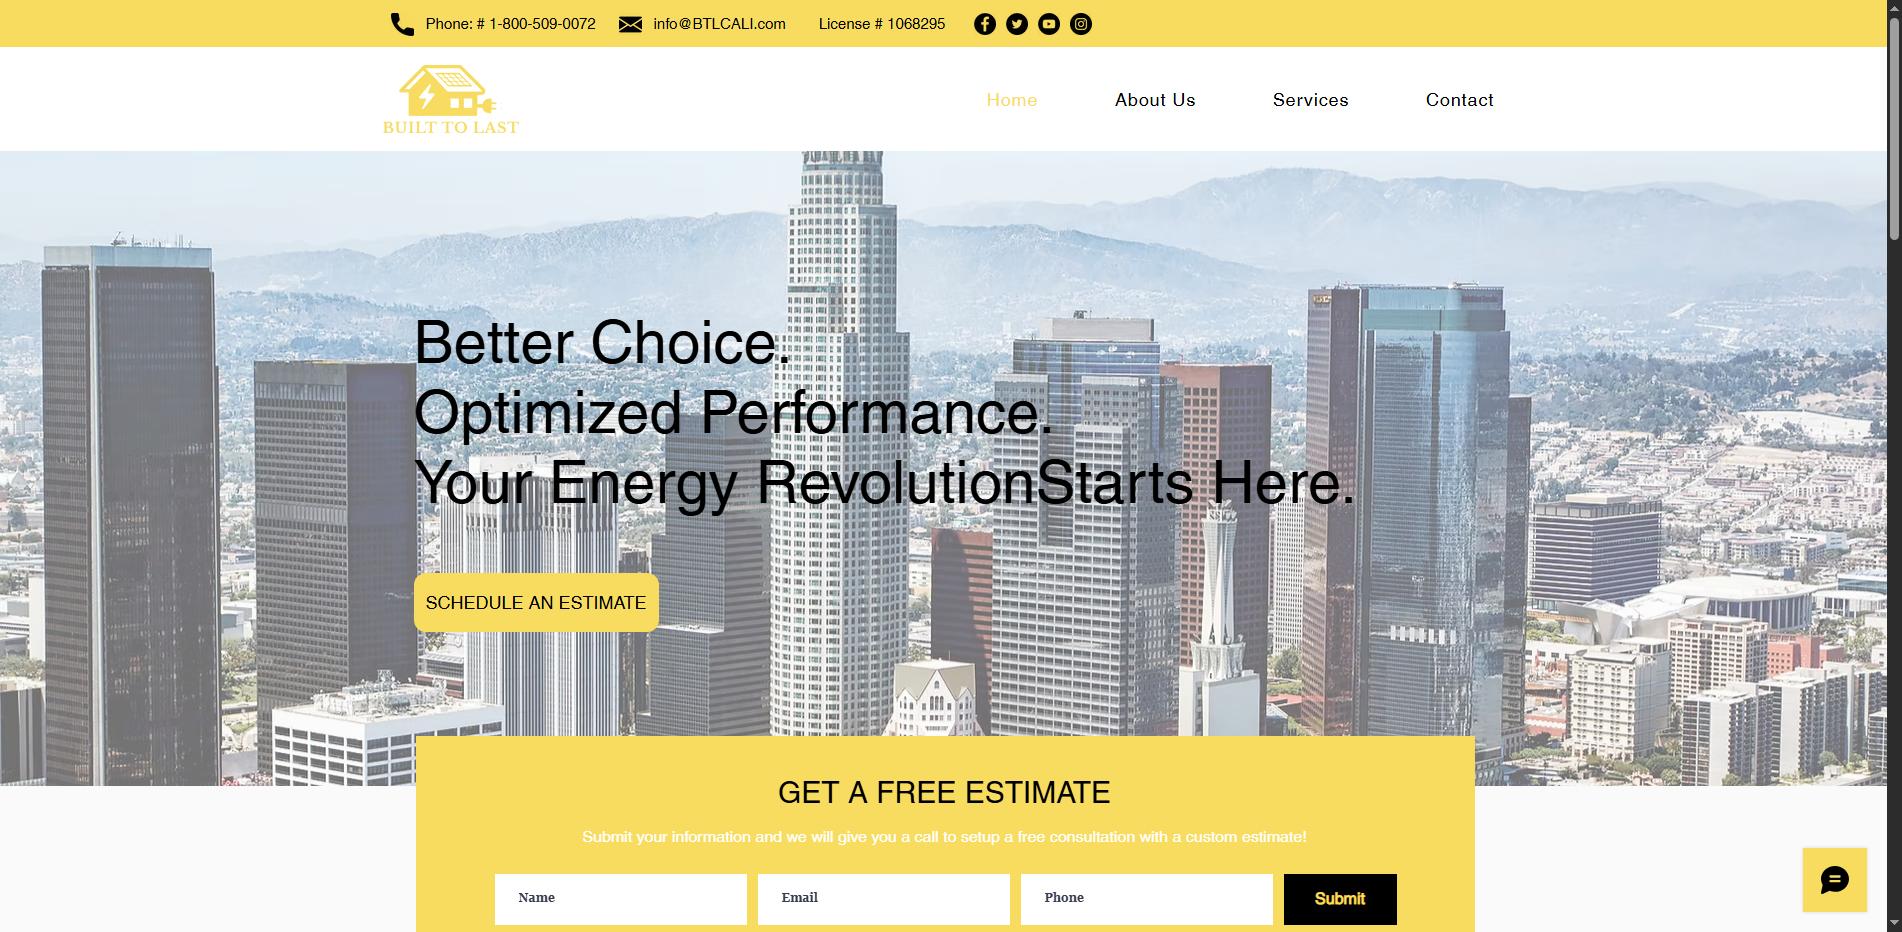 Phone: # 1-800-509-0072
info@BTLCALI.com
License # 1068295
BUILT TO LAST
Home
About Us
Services
Contact
Better Choice.
Optimized Performance.
Your Energy RevolutionStarts Here.
SCHEDULE AN ESTIMATE
GET A FREE ESTIMATE
Submit your information and we will give you a call to setup a free consultation with a custom estimate!
Name
Email
Phone
Submit